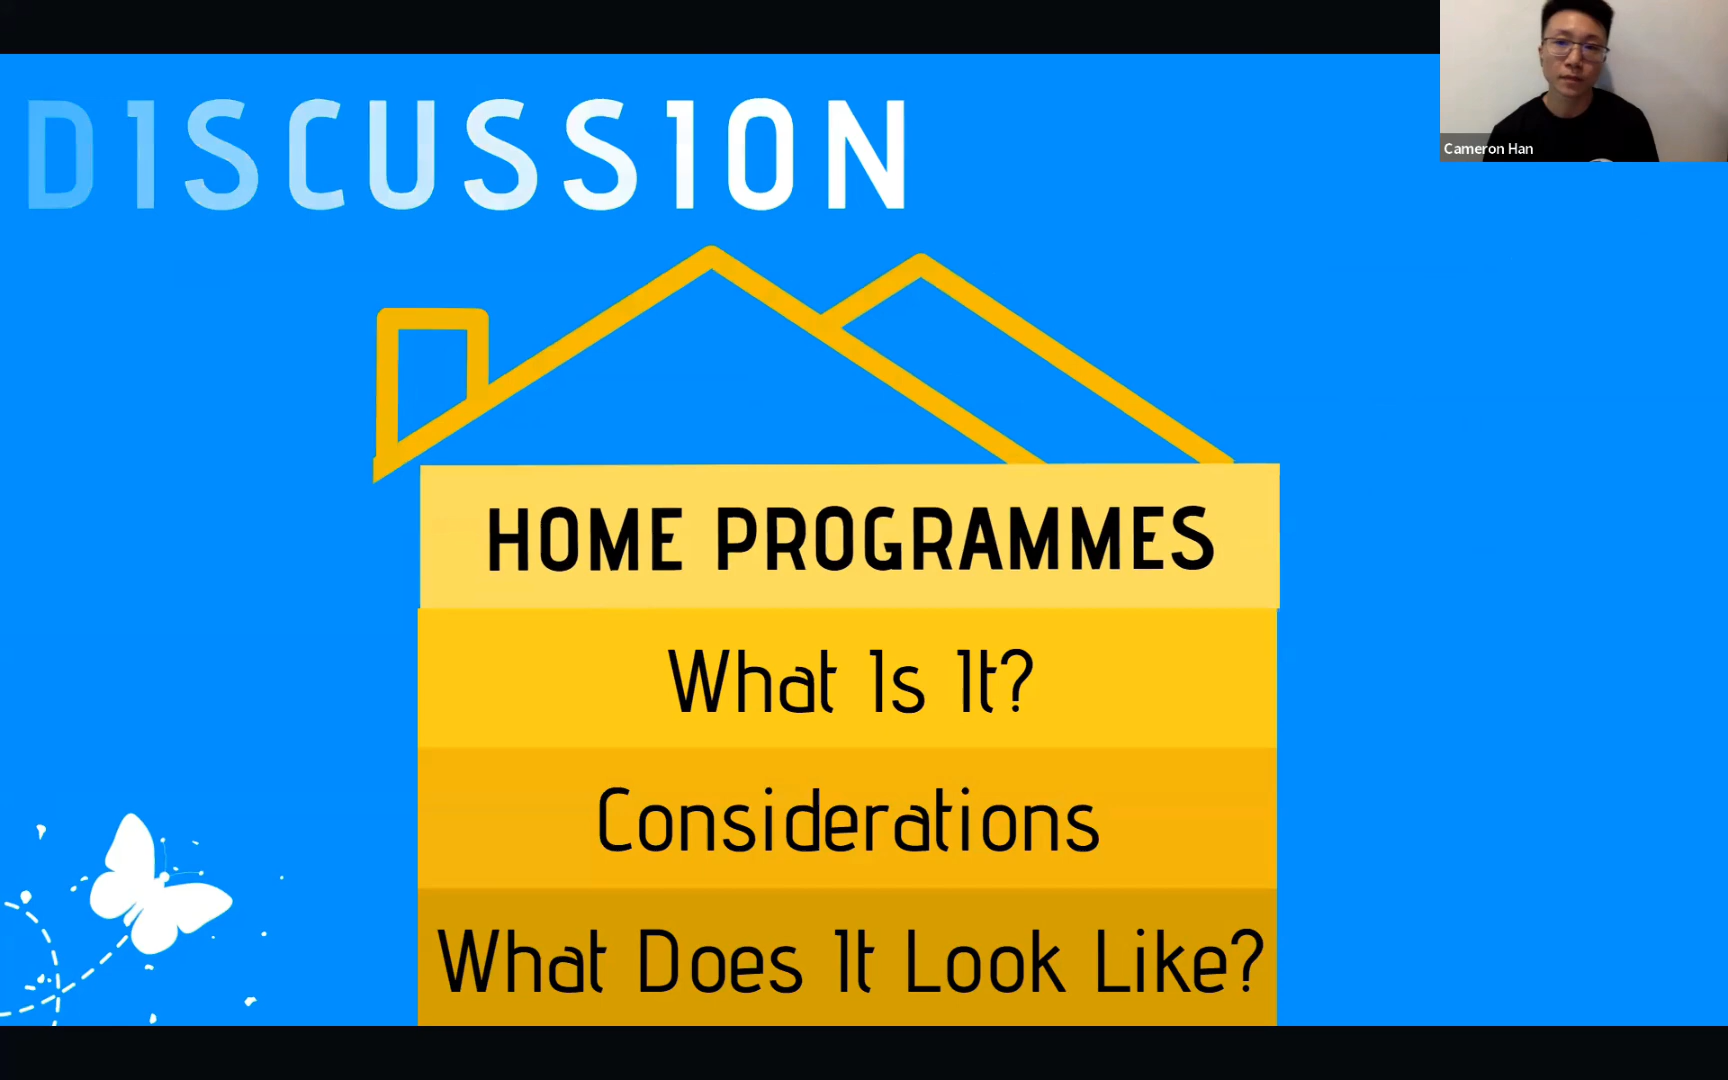 DISCUSSION
Cameron Han
HOME PROGRAMMES
What Is It?
Considerations
What Does It Look Like?